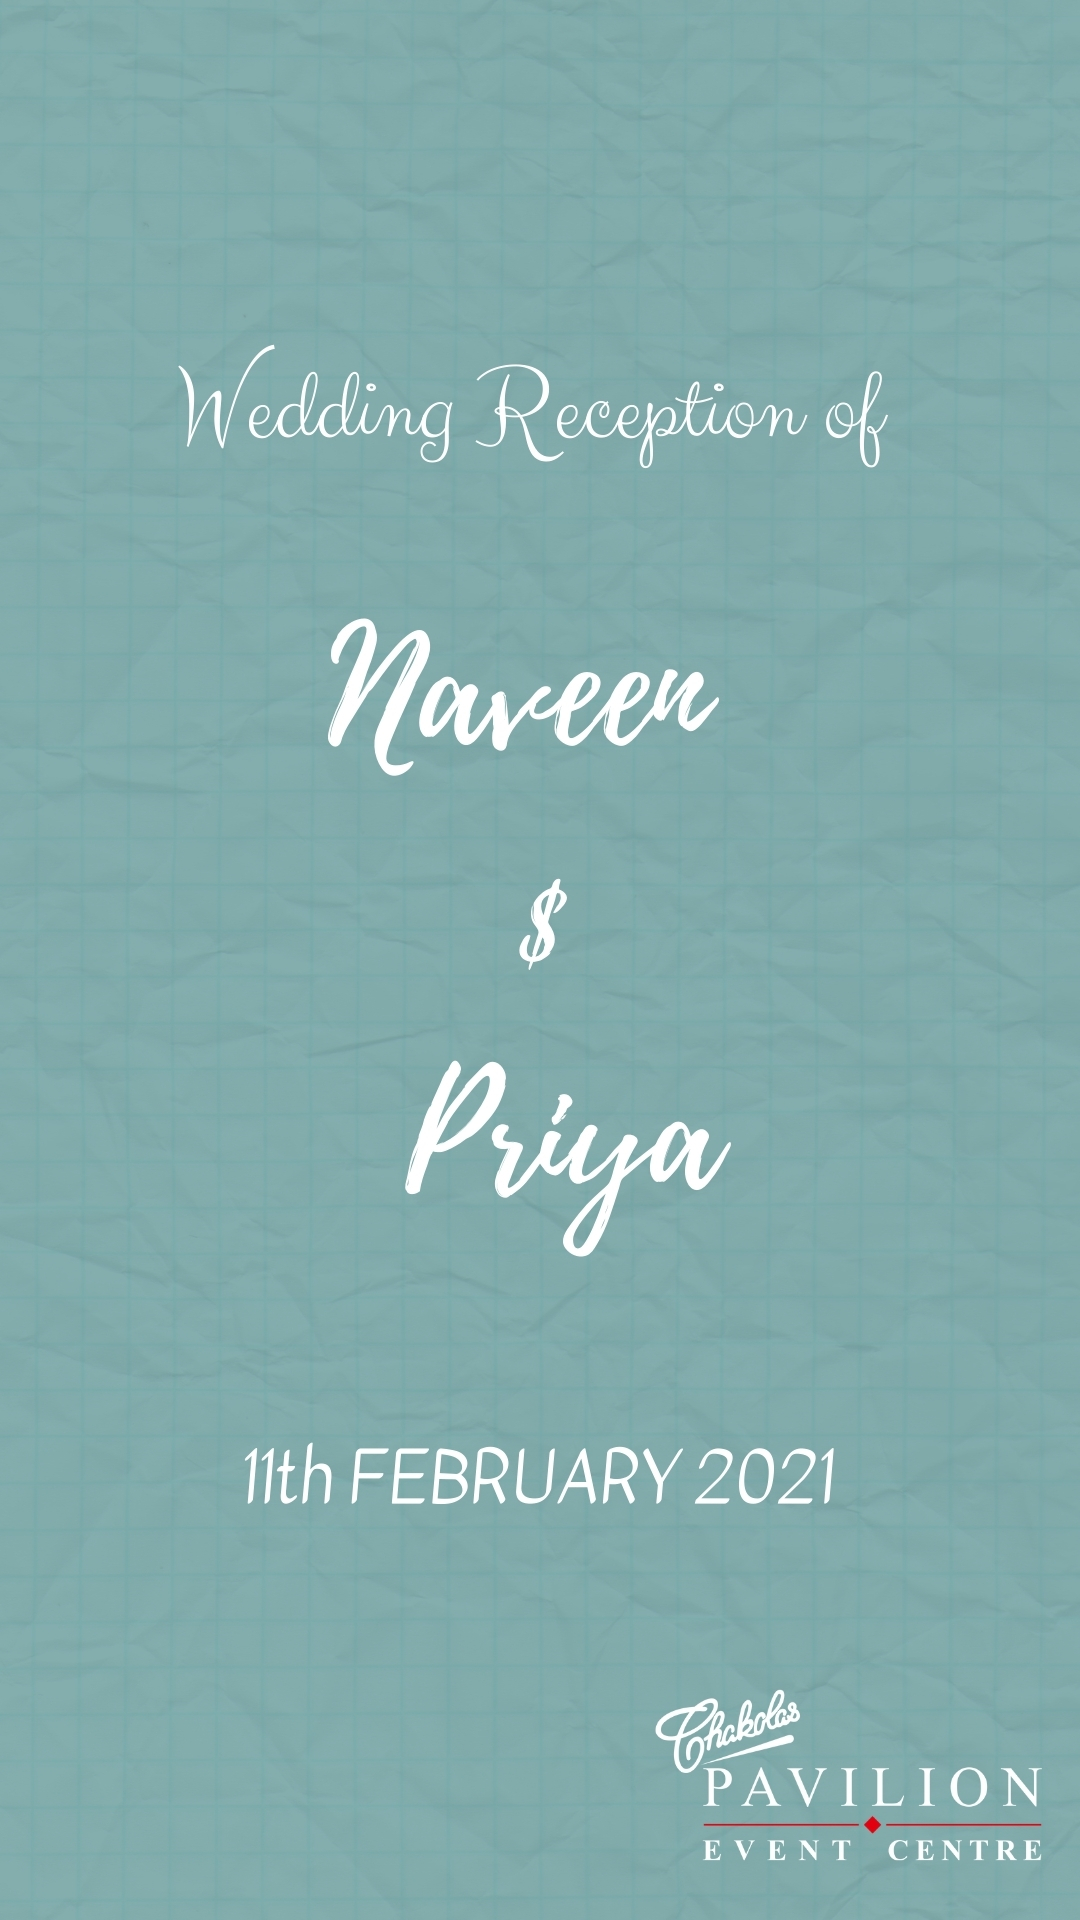 Wedding Reception of
Naveen
$
Priya
11th FEBRUARY 2021
Chakolas
PAVILION
EVENT CENTRE